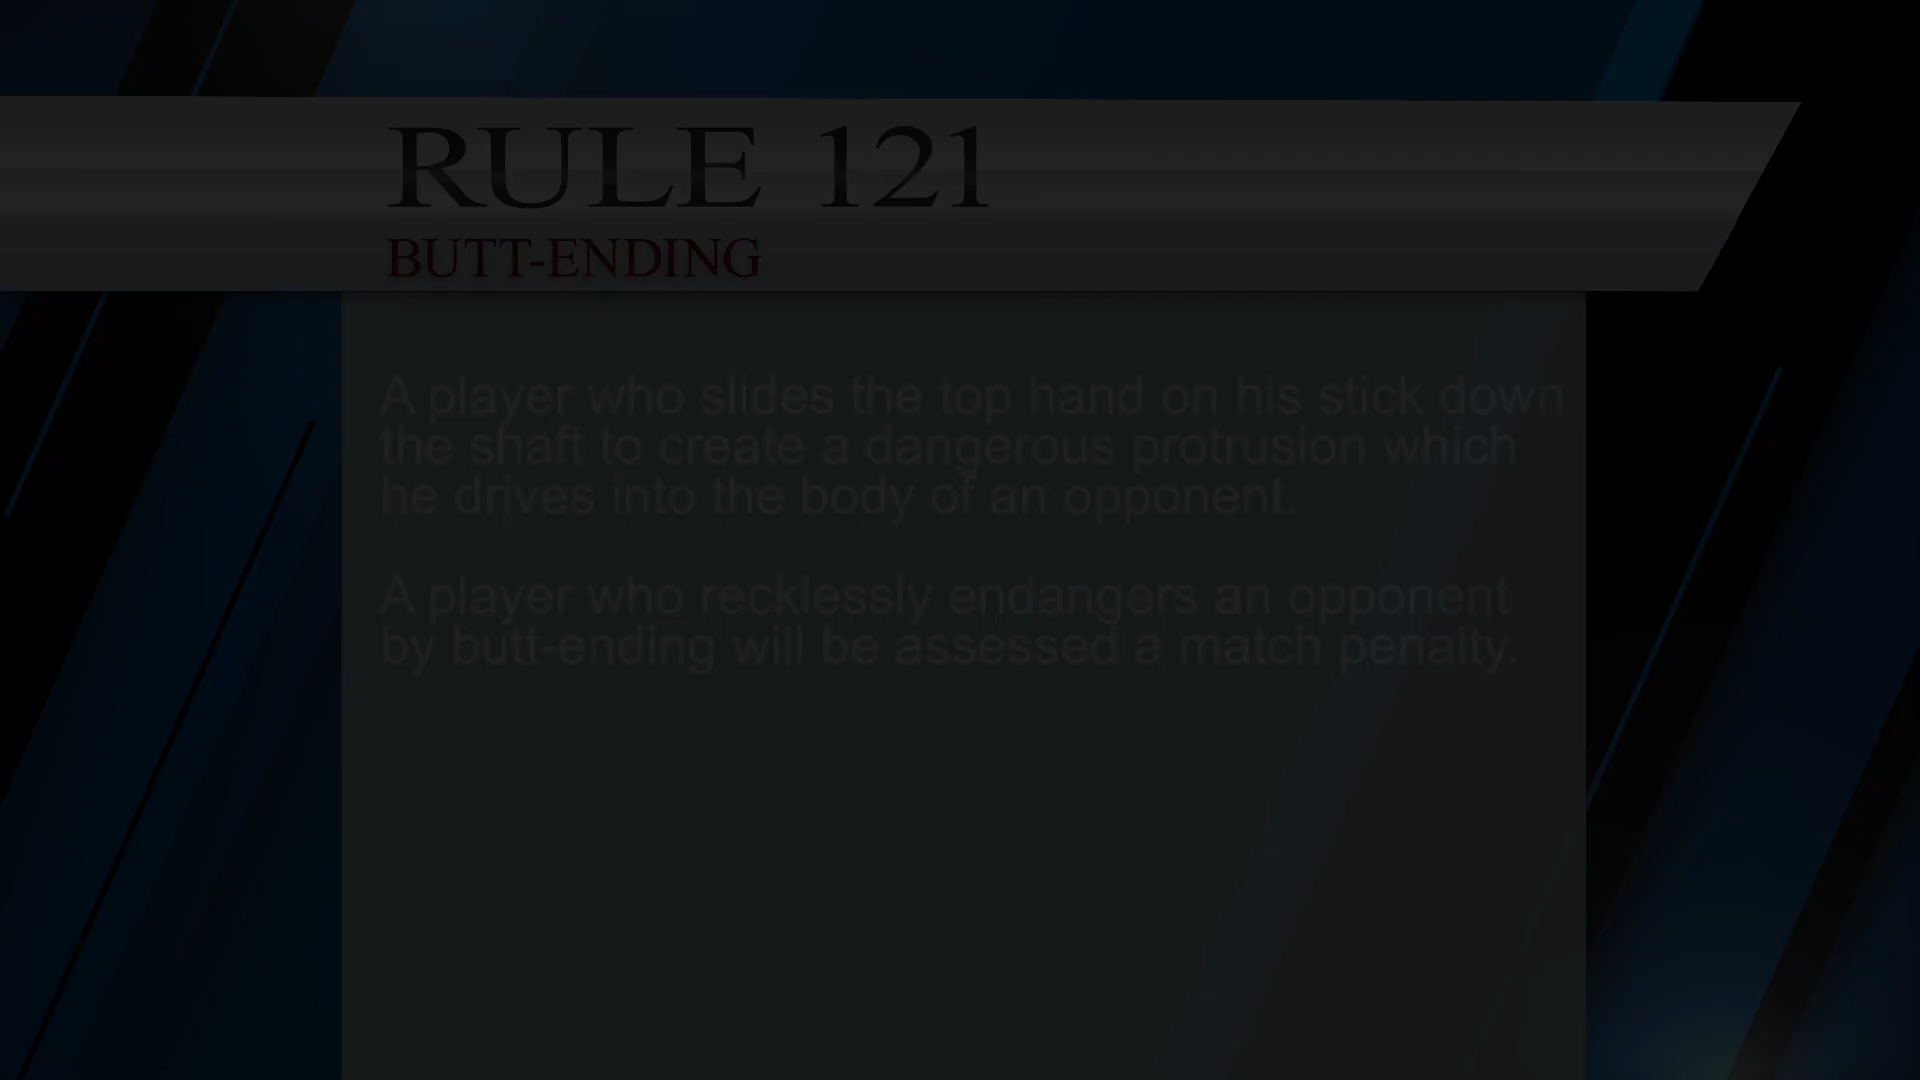 RULE 121
BUTT-ENDING
A player who slides the top hand on his stick down
the shaft to create a dangerous protrusion which
he drives into the body of an opponent.
A player who recklessly endangers an opponent
by butt-ending will be assessed a match penalty.